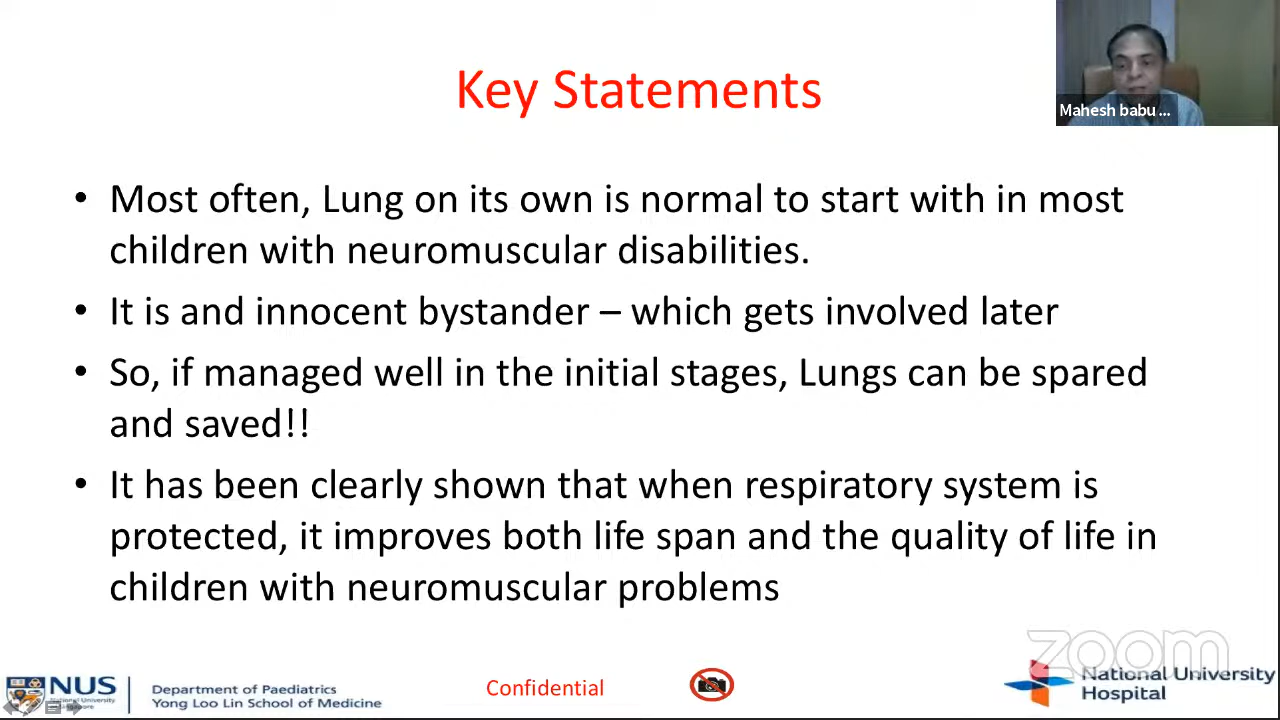 Key Statements
Mahesh babu ...
• Most often, Lung on its own is normal to start with in most
children with neuromuscular disabilities.
• It is and innocent bystander – which gets involved later
• So, if managed well in the initial stages, Lungs can be spared
and saved!!
• It has been clearly shown that when respiratory system is
protected, it improves both life span and the quality of life in
children with neuromuscular problems
zoom
NUS
National University
Department of Paediatrics
Yong Loo Lin School of Medicine
Confidential
National University
Hospital